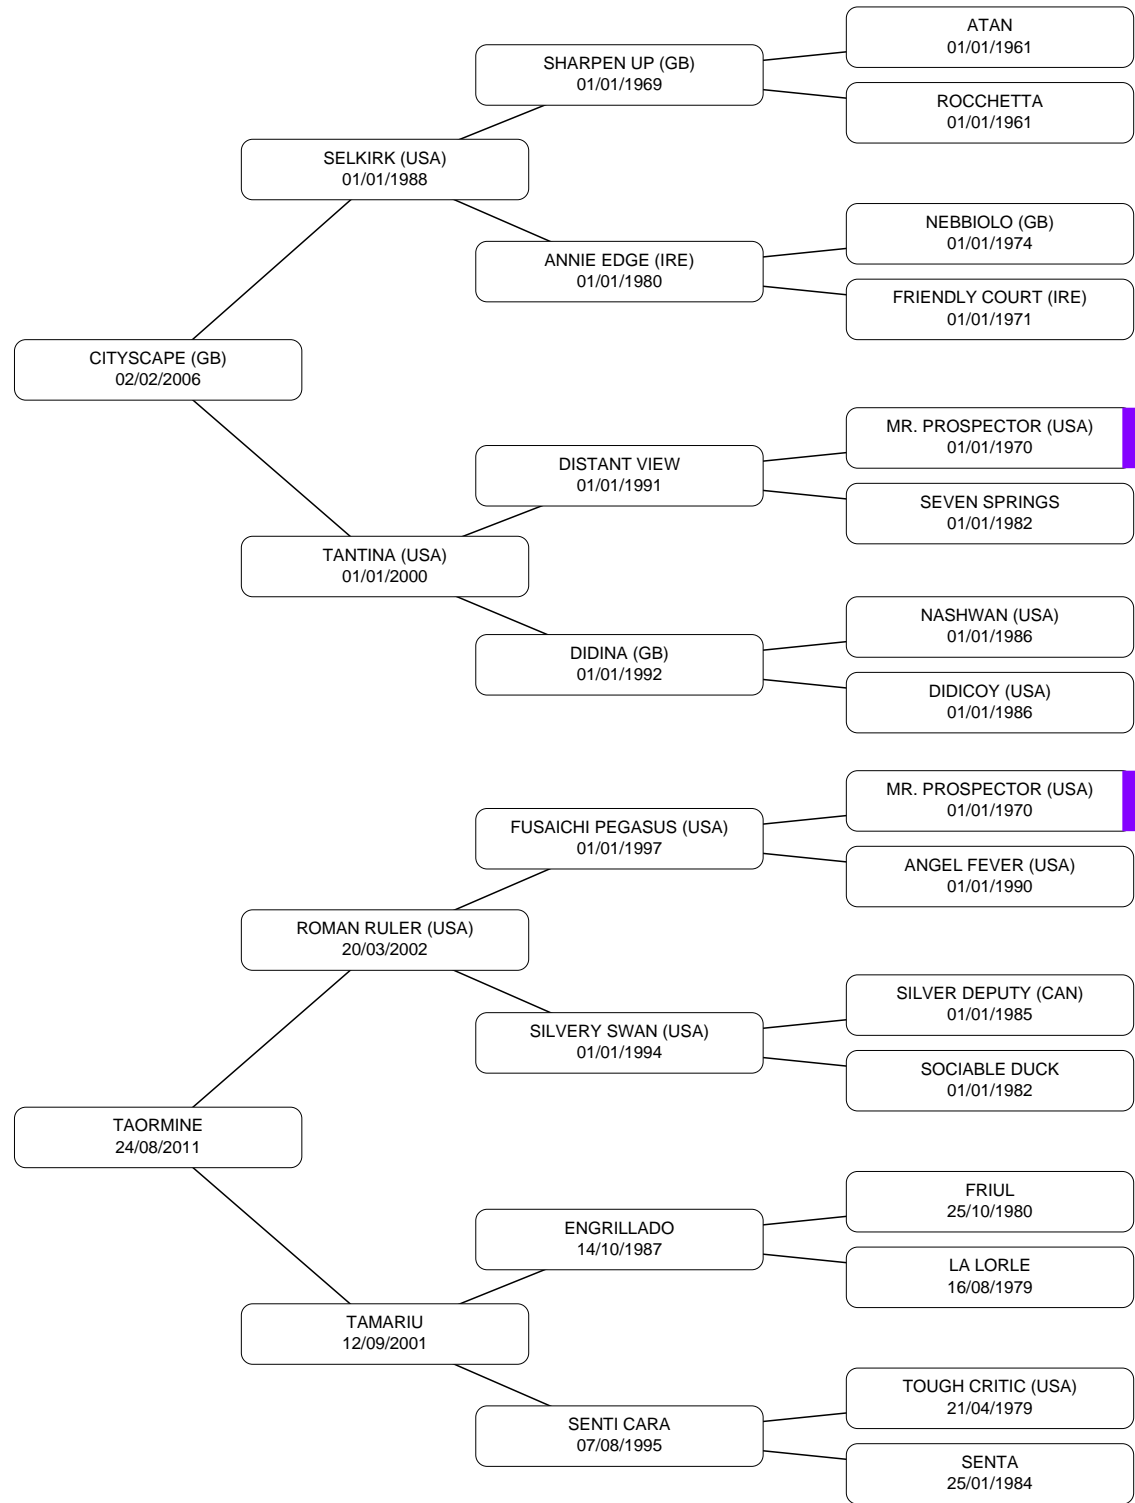 ATAN
01/01/1961
SHARPEN UP (GB)
01/01/1969
ROCCHETTA
01/01/1961
SELKIRK (USA)
01/01/1988
NEBBIOLO (GB)
01/01/1974
ANNIE EDGE (IRE)
01/01/1980
FRIENDLY COURT (IRE)
01/01/1971
CITYSCAPE (GB)
02/02/2006
MR. PROSPECTOR (USA)
01/01/1970
DISTANT VIEW
01/01/1991
SEVEN SPRINGS
01/01/1982
TANTINA (USA)
01/01/2000
NASHWAN (USA)
01/01/1986
DIDINA (GB)
01/01/1992
DIDICOY (USA)
01/01/1986
MR. PROSPECTOR (USA)
01/01/1970
FUSAICHI PEGASUS (USA)
01/01/1997
ANGEL FEVER (USA)
01/01/1990
ROMAN RULER (USA)
20/03/2002
SILVER DEPUTY (CAN)
01/01/1985
SILVERY SWAN (USA)
01/01/1994
SOCIABLE DUCK
01/01/1982
TAORMINE
24/08/2011
FRIUL
25/10/1980
ENGRILLADO
14/10/1987
LA LORLE
16/08/1979
TAMARIU
12/09/2001
TOUGH CRITIC (USA)
21/04/1979
SENTI CARA
07/08/1995
SENTA
25/01/1984